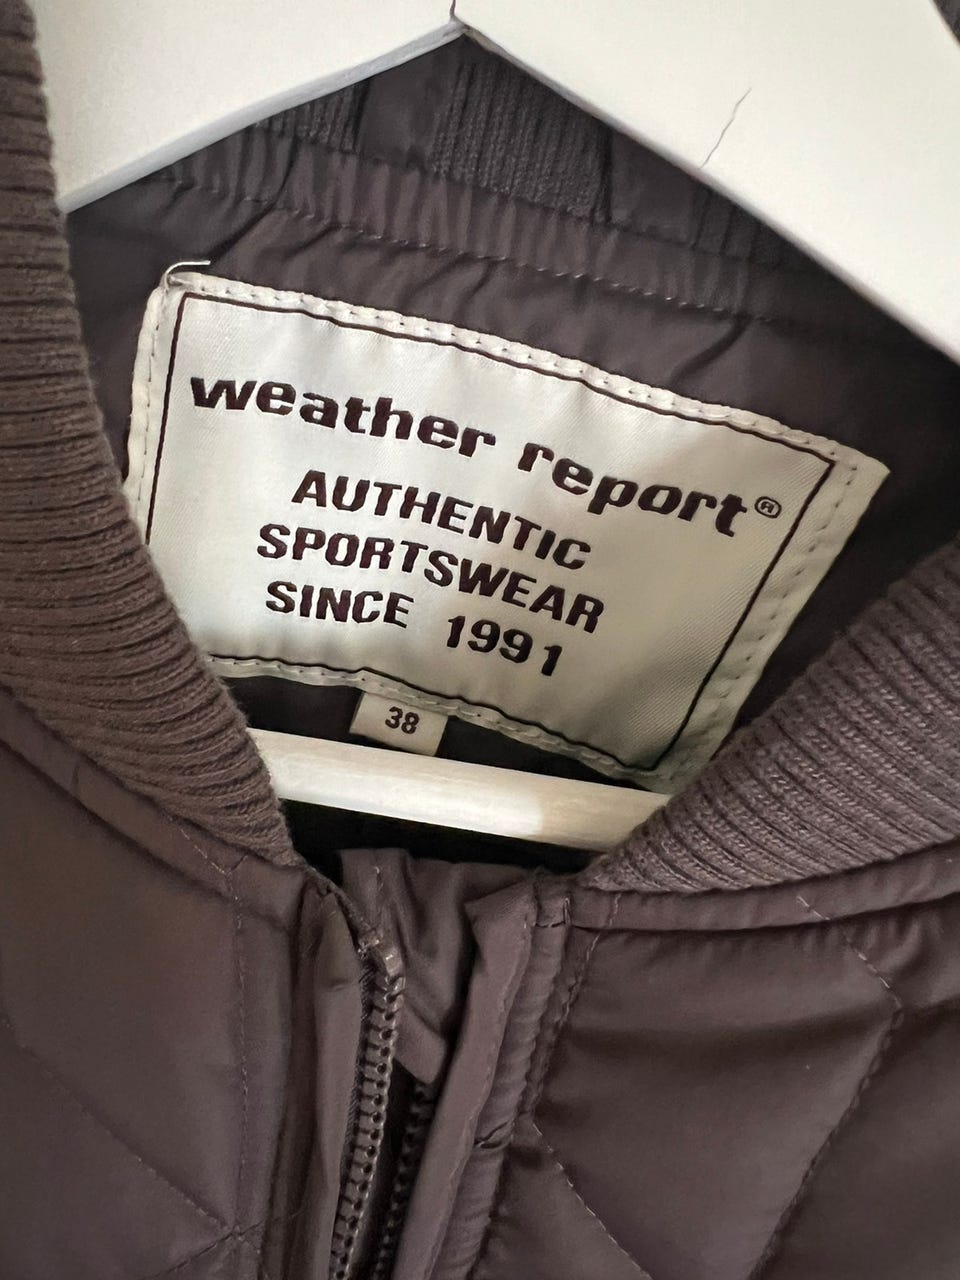 weather report®
AUTHENTIC
SPORTSWEAR
SINCE 1991
38